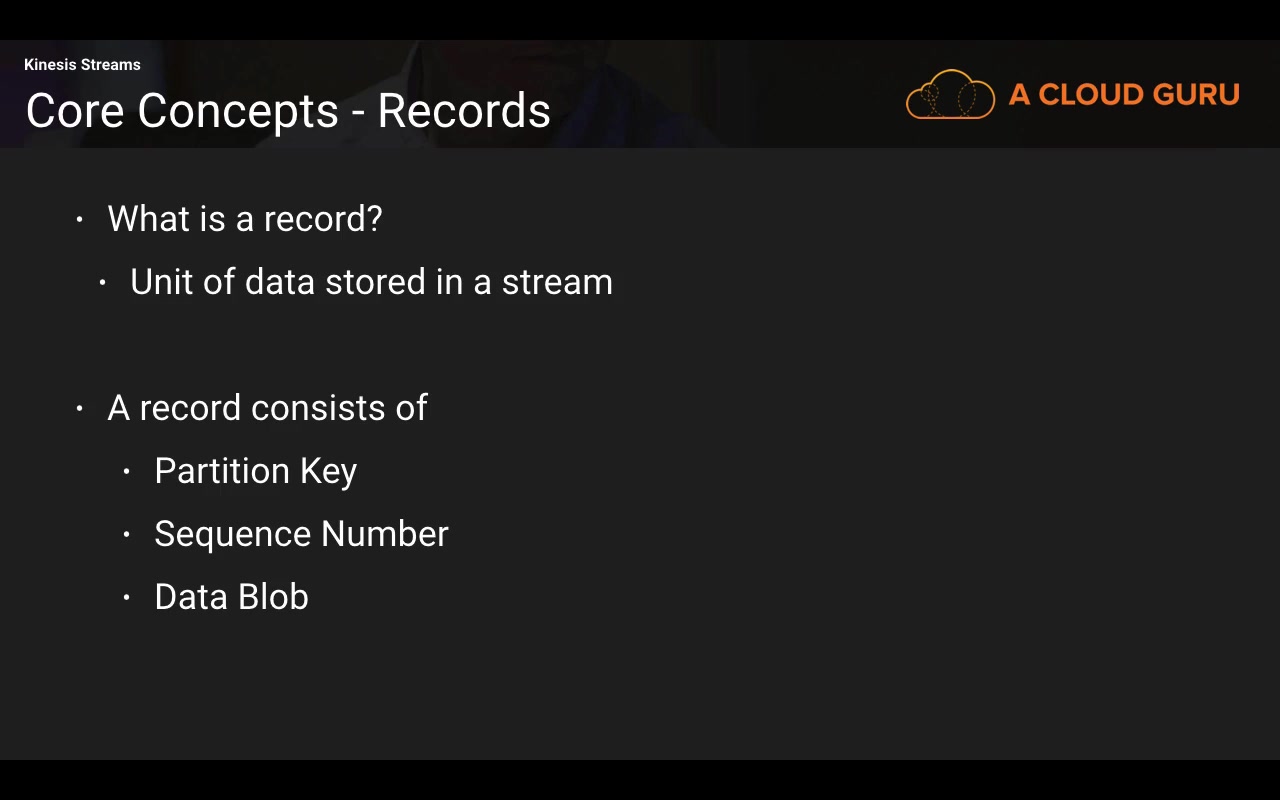 Kinesis Streams
Core Concepts - Records
A CLOUD GURU
· What is a record?
· Unit of data stored in a stream
· A record consists of
· Partition Key
· Sequence Number
· Data Blob